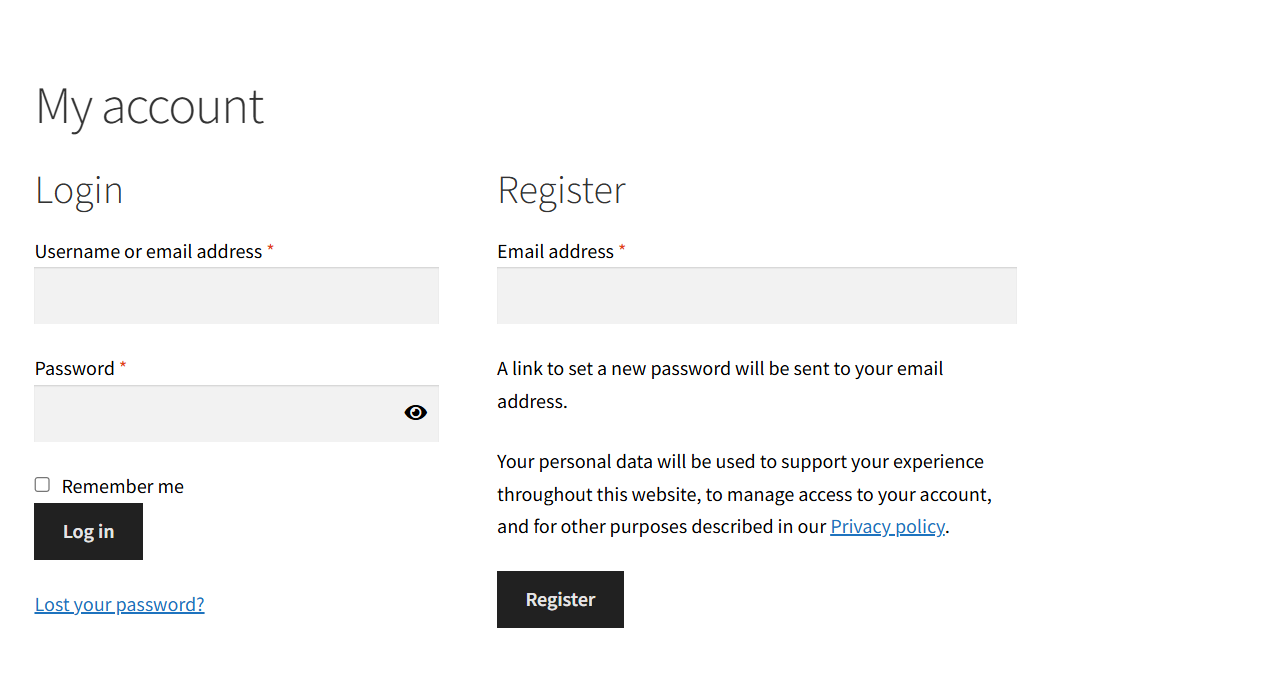 My account
Login
Username or email address *
Password *
Remember me
Log in
Lost your password?
Register
Email address *
A link to set a new password will be sent to your email
address.
Your personal data will be used to support your experience
throughout this website, to manage access to your account,
and for other purposes described in our Privacy policy.
Register